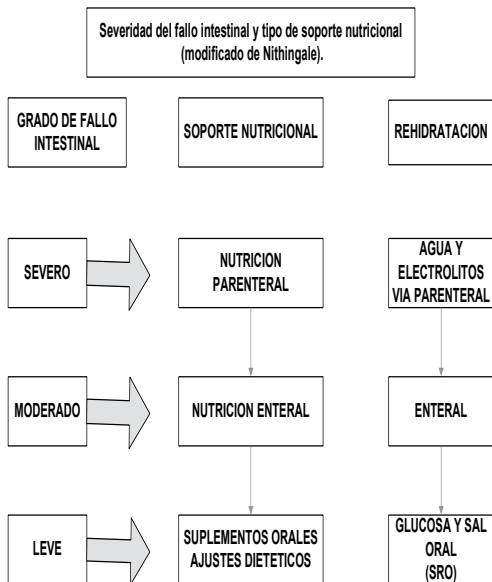 Severidad del fallo intestinal y tipo de soporte nutricional
(modificado de Nithingale).
GRADO DE FALLO
INTESTINAL
SOPORTE NUTRICIONAL
REHIDRATACION
SEVERO
NUTRICION
PARENTERAL
AGUA Y
ELECTROLITOS
VIA PARENTERAL
MODERADO
NUTRICION ENTERAL
ENTERAL
LEVE
SUPLEMENTOS ORALES
AJUSTES DIETETICOS
GLUCOSA Y SAL
ORAL
(SRO)